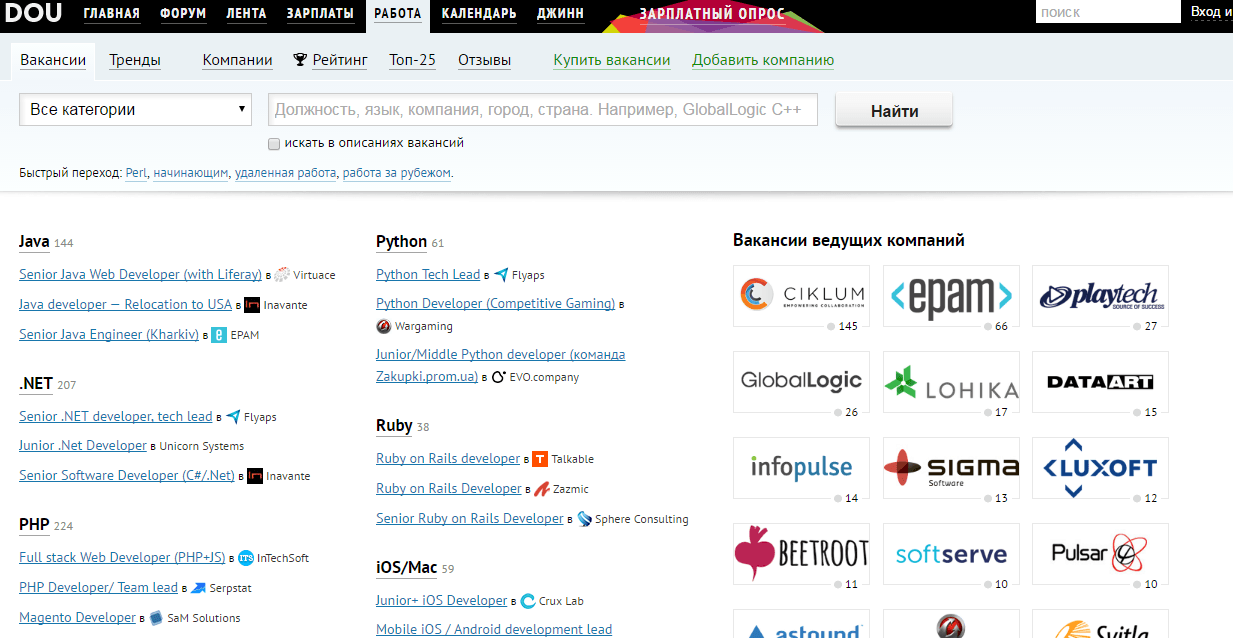 DOU ГЛАВНАЯ ФОРУМ ЛЕНТА ЗАРПЛАТЫ РАБОТА КАЛЕНДАРЬ ДЖИНН ЗАРПЛАТНЫЙ ОПРОС поиск Вход и
Вакансии Тренды Компании Рейтинг Топ-25 Отзывы Купить вакансии Добавить компанию
Все категории Должность, язык, компания, город, страна. Например, GlobalLogic C++ Найти
искать в описаниях вакансий
Быстрый переход: Perl, начинающим, удаленная работа, работа за рубежом.
Java 144
Senior Java Web Developer (with Liferay) в Virtuace
Java developer — Relocation to USA в Inavante
Senior Java Engineer (Kharkiv) в EPAM
.NET 207
Senior .NET developer, tech lead в Flyaps
Junior .Net Developer в Unicorn Systems
Senior Software Developer (C#/.Net) в Inavante
PHP 224
Full stack Web Developer (PHP+JS) в ITS InTechSoft
PHP Developer/ Team lead в Serpstat
Magento Developer в SaM Solutions
Python 61
Python Tech Lead в Flyaps
Python Developer (Competitive Gaming) в
Wargaming
Junior/Middle Python developer (команда
Zakupki.prom.ua) в EVO.company
Ruby 38
Ruby on Rails developer в T Talkable
Ruby on Rails Developer в Zazmic
Senior Ruby on Rails Developer в Sphere Consulting
iOS/Mac 59
Junior+ iOS Developer в Crux Lab
Mobile iOS / Android development lead
Вакансии ведущих компаний
CIKLUM <epam> playtech
EMPOWERING COLLABORATION SOURCE OF SUCCESS
145 66 27
GlobalLogic LOHIKA DATAART
26 17 15
infopulse SIGMA LUXOFT
Software
14 13 12
BEETROOT softserve Pulsar
11 10 10
astound Svitla